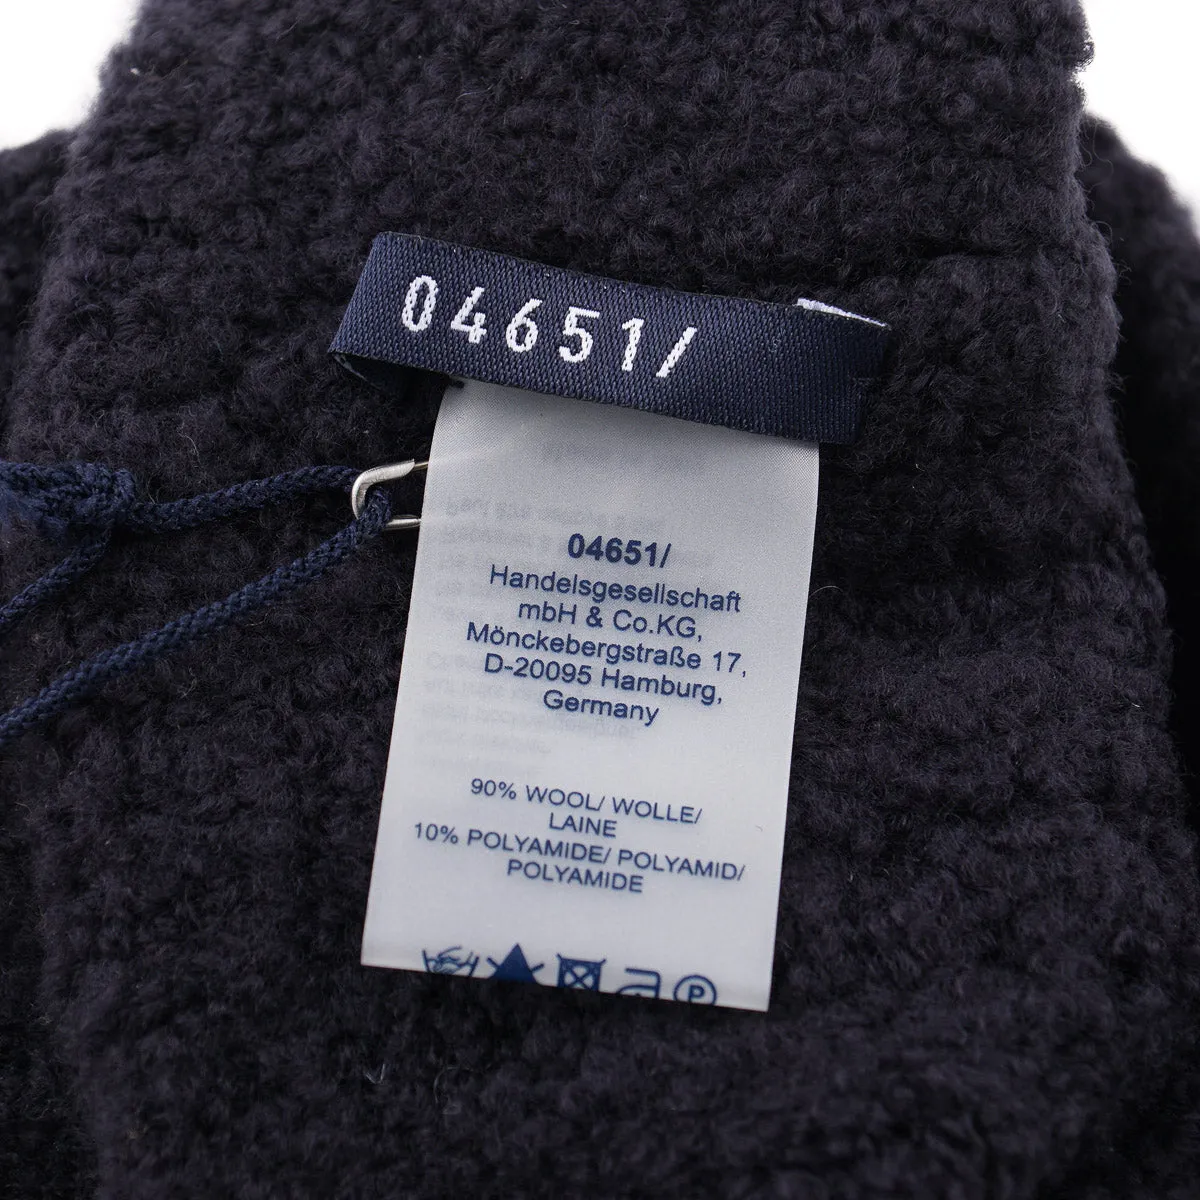 04651/
04651/
Handelsgesellschaft
mbH & Co.KG,
Mönckebergstraße 17,
D-20095 Hamburg,
Germany
90% WOOL/ WOLLE/
LAINE
10% POLYAMIDE/ POLYAMID/
POLYAMIDE
P